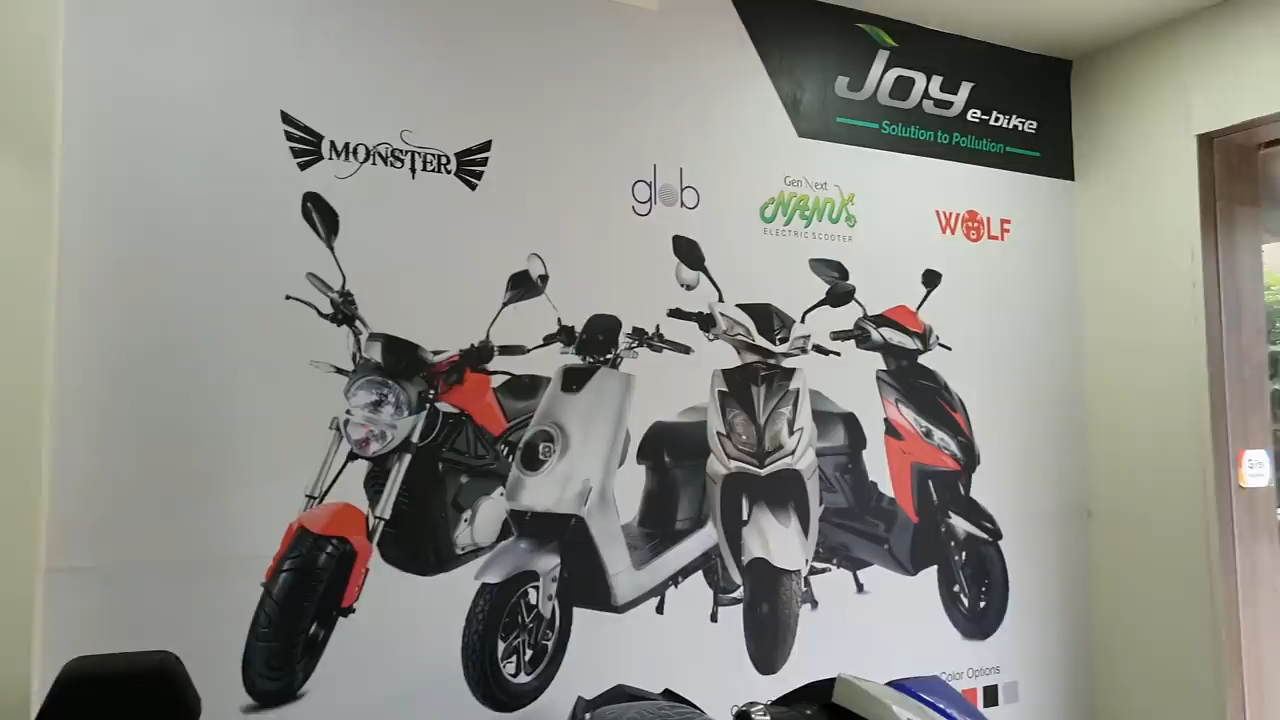 Joy e-bike
Solution to Pollution
MONSTER
glob
Gen Next
NANU
ELECTRIC SCOOTER
WOLF
Color Options